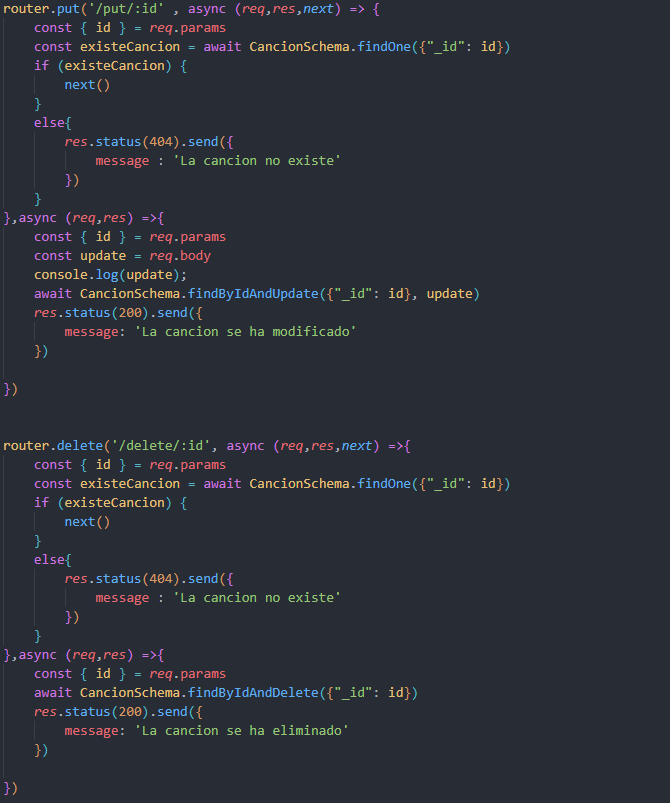 router.put('/put/:id' , async (req,res,next) => {
    const { id } = req.params
    const existeCancion = await CancionSchema.findOne({"_id": id})
    if (existeCancion) {
        next()
    }
    else{
        res.status(404).send({
            message : 'La cancion no existe'
        })
    }
},async (req,res) =>{
    const { id } = req.params
    const update = req.body
    console.log(update);
    await CancionSchema.findByIdAndUpdate({"_id": id}, update)
    res.status(200).send({
        message: 'La cancion se ha modificado'
    })

})


router.delete('/delete/:id', async (req,res,next) =>{
    const { id } = req.params
    const existeCancion = await CancionSchema.findOne({"_id": id})
    if (existeCancion) {
        next()
    }
    else{
        res.status(404).send({
            message : 'La cancion no existe'
        })
    }
},async (req,res) =>{
    const { id } = req.params
    await CancionSchema.findByIdAndDelete({"_id": id})
    res.status(200).send({
        message: 'La cancion se ha eliminado'
    })

})